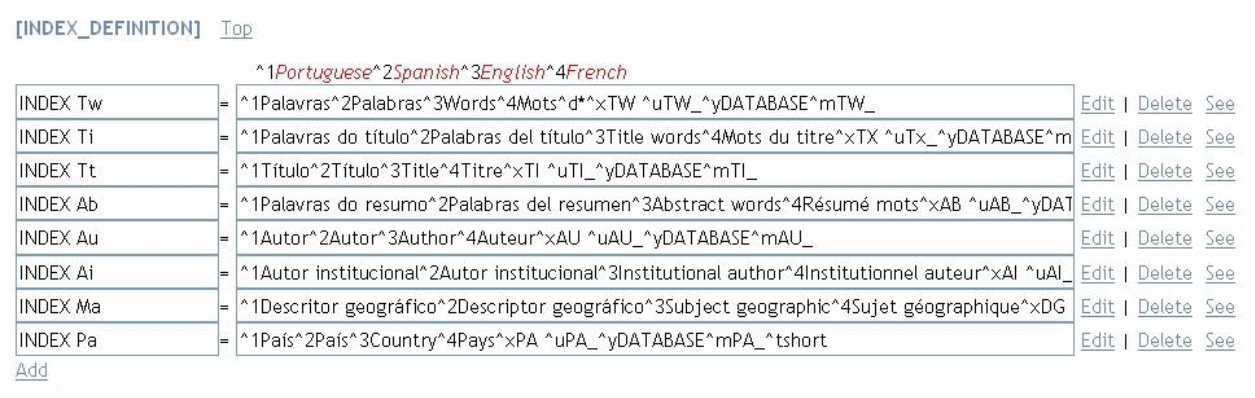 [INDEX_DEFINITION] Top
^1Portuguese^2Spanish^3English^4French
INDEX Tw = ^1Palavras^2Palabras^3Words^4Mots^d*^xTW ^uTW_^yDATABASE^mTW_ Edit | Delete See
INDEX Ti = ^1Palavras do título^2Palabras del título^3Title words^4Mots du titre^xTX ^uTx_^yDATABASE^m Edit | Delete See
INDEX Tt = ^1Título^2Título^3Title^4Titre^xTI ^uTI_^yDATABASE^mTI_ Edit | Delete See
INDEX Ab = ^1Palavras do resumo^2Palabras del resumen^3Abstract words^4Résumé mots^xAB ^uAB_^yDAT Edit | Delete See
INDEX Au = ^1Autor^2Autor^3Author^4Auteur^xAU ^uAU_^yDATABASE^mAU_ Edit | Delete See
INDEX Ai = ^1Autor institucional^2Autor institucional^3Institutional author^4Institutionnel auteur^xAI ^uAI_ Edit | Delete See
INDEX Ma = ^1Descritor geográfico^2Descriptor geográfico^3Subject geographic^4Sujet géographique^xDG Edit | Delete See
INDEX Pa = ^1País^2País^3Country^4Pays^xPA ^uPA_^yDATABASE^mPA_^tshort Edit | Delete See
Add